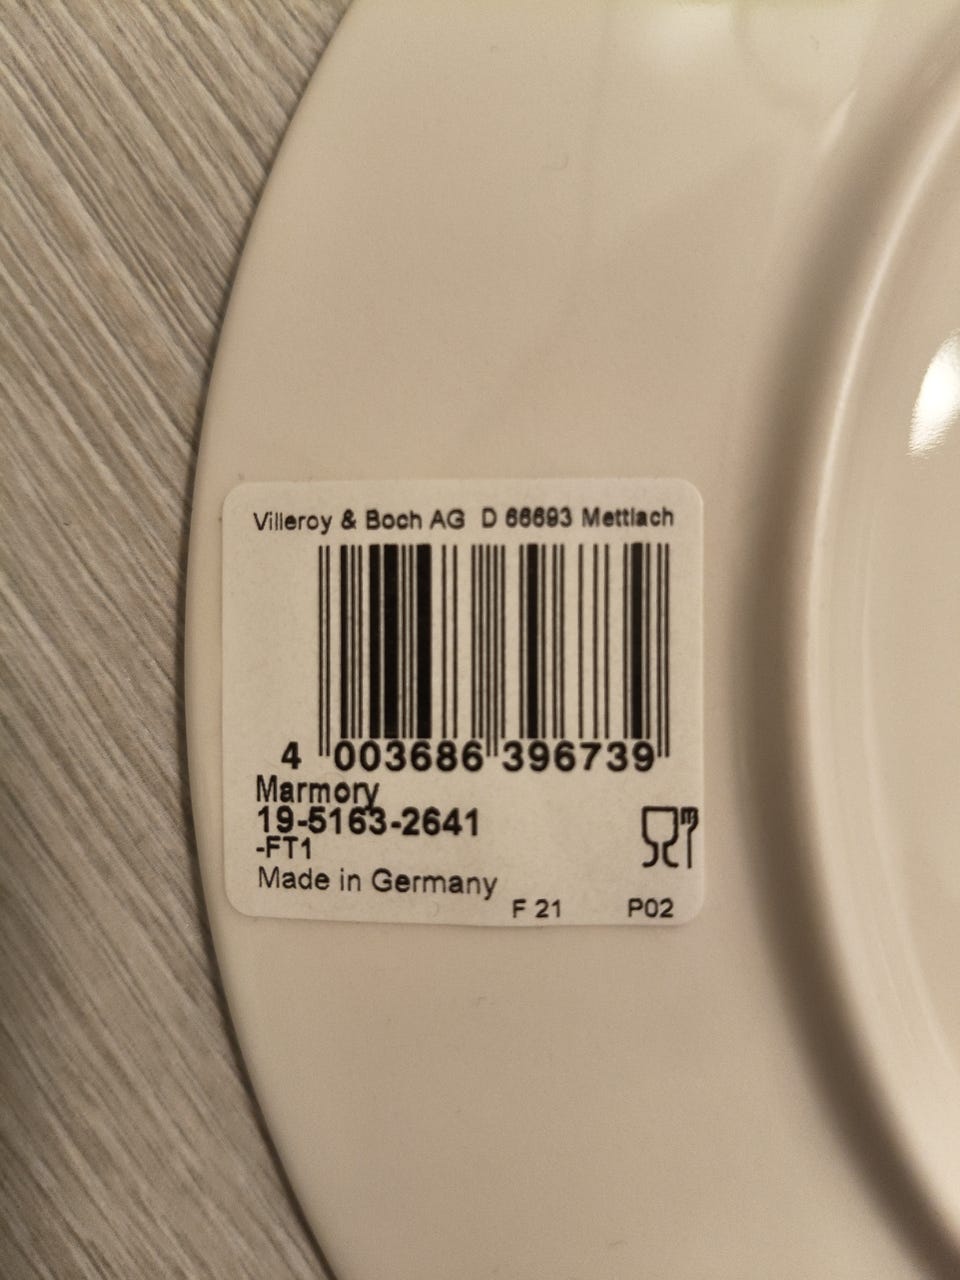 Villeroy & Boch AG D 66693 Mettlach
4 003686 396739
Marmory
19-5163-2641
-FT1
Made in Germany
F 21 P02